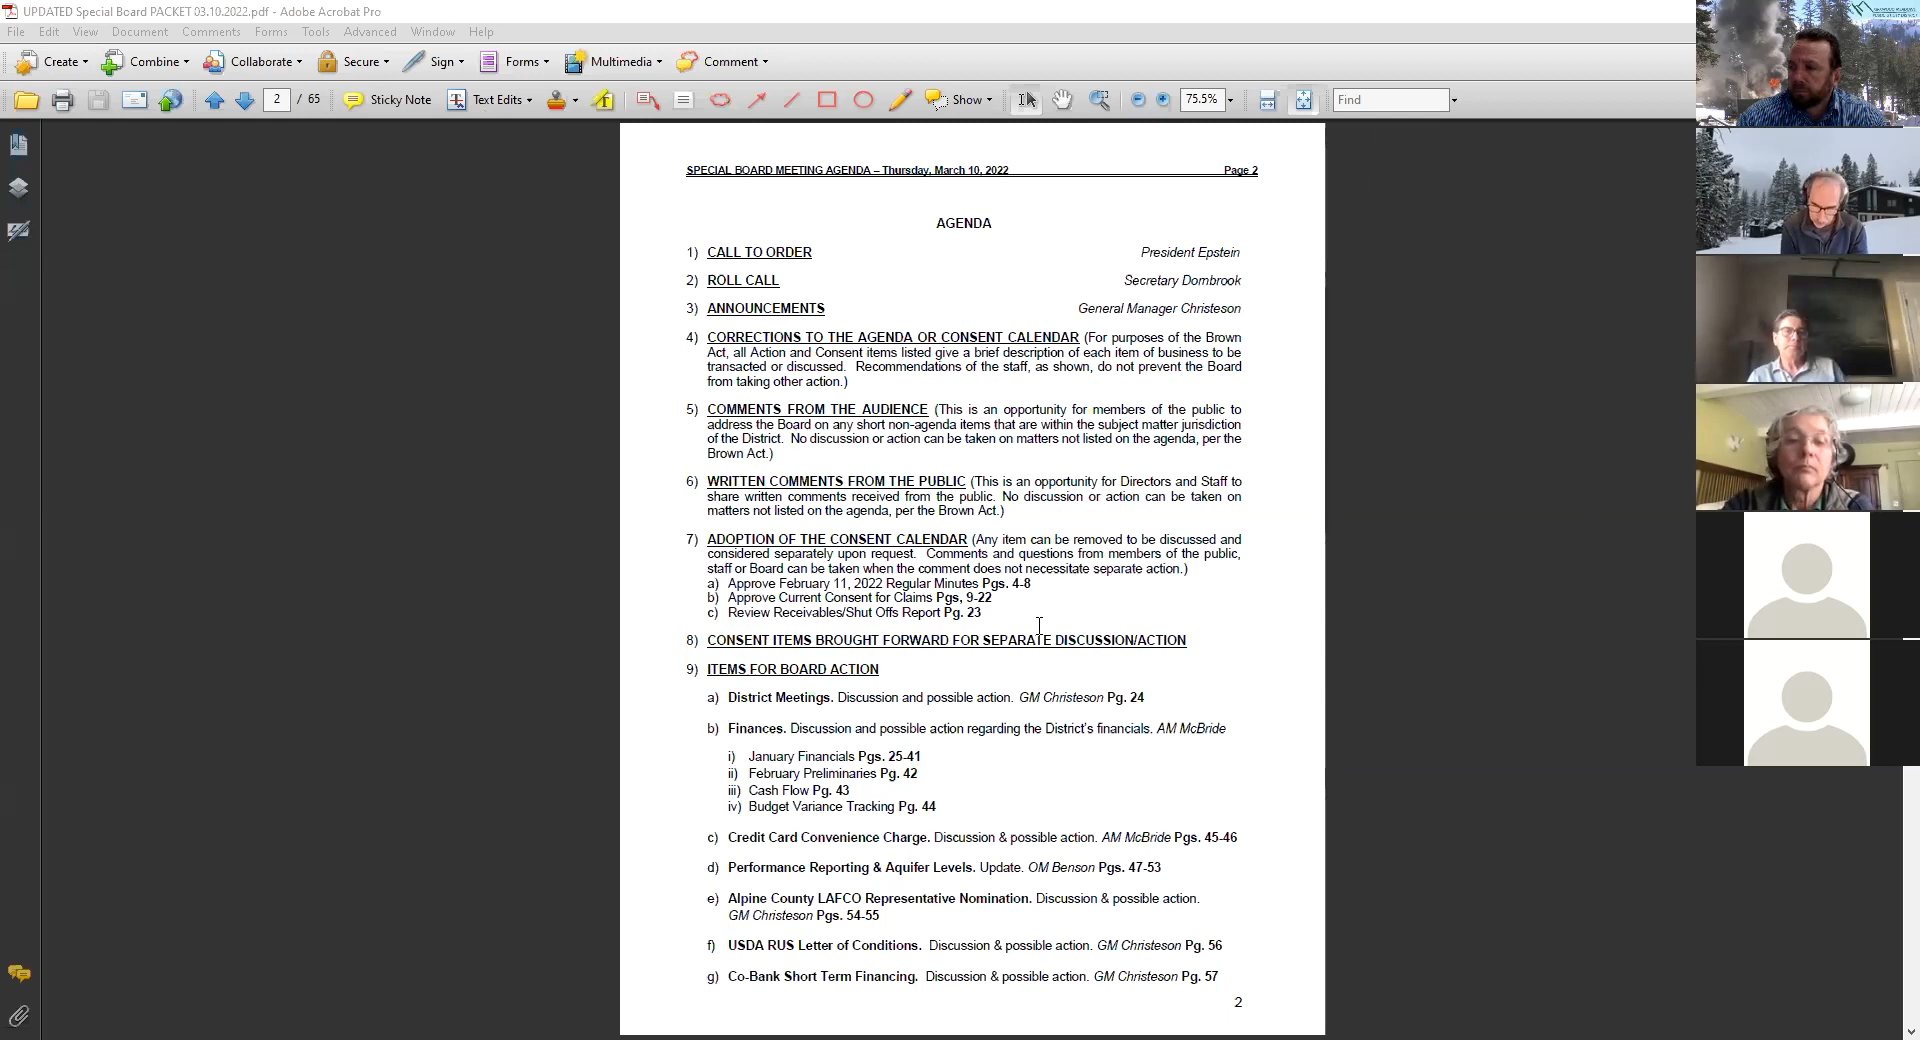 UPDATED Special Board PACKET 03.10.2022.pdf - Adobe Acrobat Pro
File Edit View Document Comments Forms Tools Advanced Window Help
Create Combine Collaborate Secure Sign Forms Multimedia Comment
2 / 65 Sticky Note Text Edits Show 75.5% Find
SPECIAL BOARD MEETING AGENDA – Thursday, March 10, 2022 Page 2
AGENDA
1) CALL TO ORDER President Epstein
2) ROLL CALL Secretary Dornbrook
3) ANNOUNCEMENTS General Manager Christeson
4) CORRECTIONS TO THE AGENDA OR CONSENT CALENDAR (For purposes of the Brown
Act, all Action and Consent items listed give a brief description of each item of business to be
transacted or discussed. Recommendations of the staff, as shown, do not prevent the Board
from taking other action.)
5) COMMENTS FROM THE AUDIENCE (This is an opportunity for members of the public to
address the Board on any short non-agenda items that are within the subject matter jurisdiction
of the District. No discussion or action can be taken on matters not listed on the agenda, per the
Brown Act.)
6) WRITTEN COMMENTS FROM THE PUBLIC (This is an opportunity for Directors and Staff to
share written comments received from the public. No discussion or action can be taken on
matters not listed on the agenda, per the Brown Act.)
7) ADOPTION OF THE CONSENT CALENDAR (Any item can be removed to be discussed and
considered separately upon request. Comments and questions from members of the public,
staff or Board can be taken when the comment does not necessitate separate action.)
a) Approve February 11, 2022 Regular Minutes Pgs. 4-8
b) Approve Current Consent for Claims Pgs, 9-22
c) Review Receivables/Shut Offs Report Pg. 23
8) CONSENT ITEMS BROUGHT FORWARD FOR SEPARATE DISCUSSION/ACTION
9) ITEMS FOR BOARD ACTION
a) District Meetings. Discussion and possible action. GM Christeson Pg. 24
b) Finances. Discussion and possible action regarding the District's financials. AM McBride
i) January Financials Pgs. 25-41
ii) February Preliminaries Pg. 42
iii) Cash Flow Pg. 43
iv) Budget Variance Tracking Pg. 44
c) Credit Card Convenience Charge. Discussion & possible action. AM McBride Pgs. 45-46
d) Performance Reporting & Aquifer Levels. Update. OM Benson Pgs. 47-53
e) Alpine County LAFCO Representative Nomination. Discussion & possible action.
GM Christeson Pgs. 54-55
f) USDA RUS Letter of Conditions. Discussion & possible action. GM Christeson Pg. 56
g) Co-Bank Short Term Financing. Discussion & possible action. GM Christeson Pg. 57
2